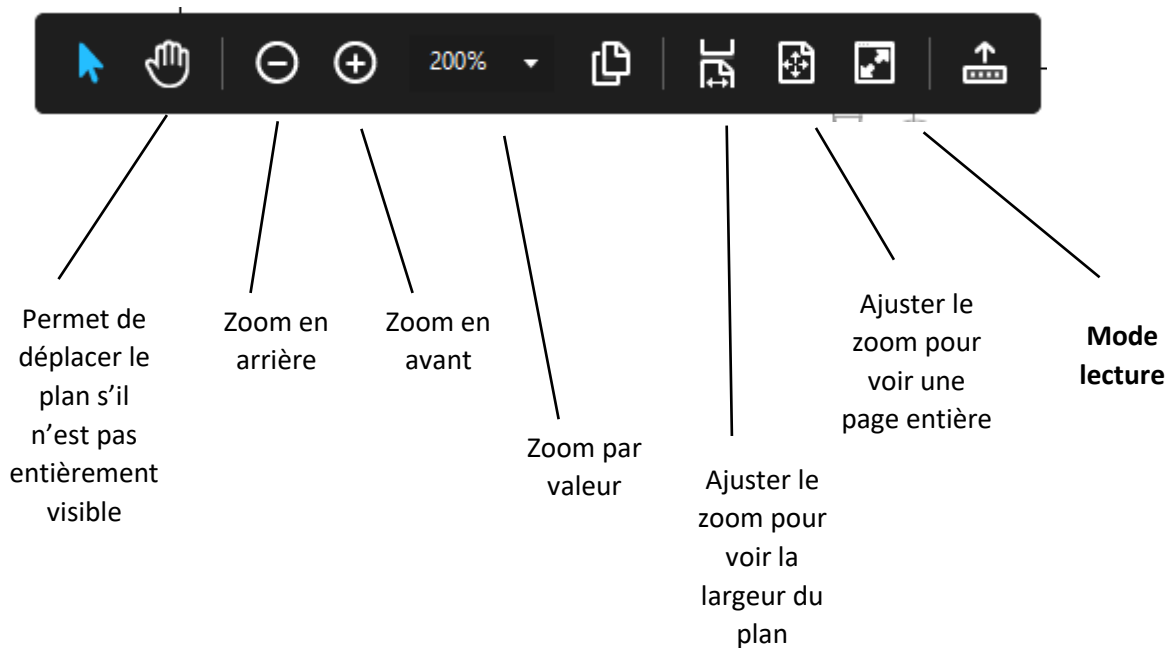 200%
Permet de
déplacer le
plan s’il
n’est pas
entièrement
visible
Zoom en
arrière
Zoom en
avant
Zoom par
valeur
Ajuster le
zoom pour
voir la
largeur du
plan
Ajuster le
zoom pour
voir une
page entière
Mode
lecture